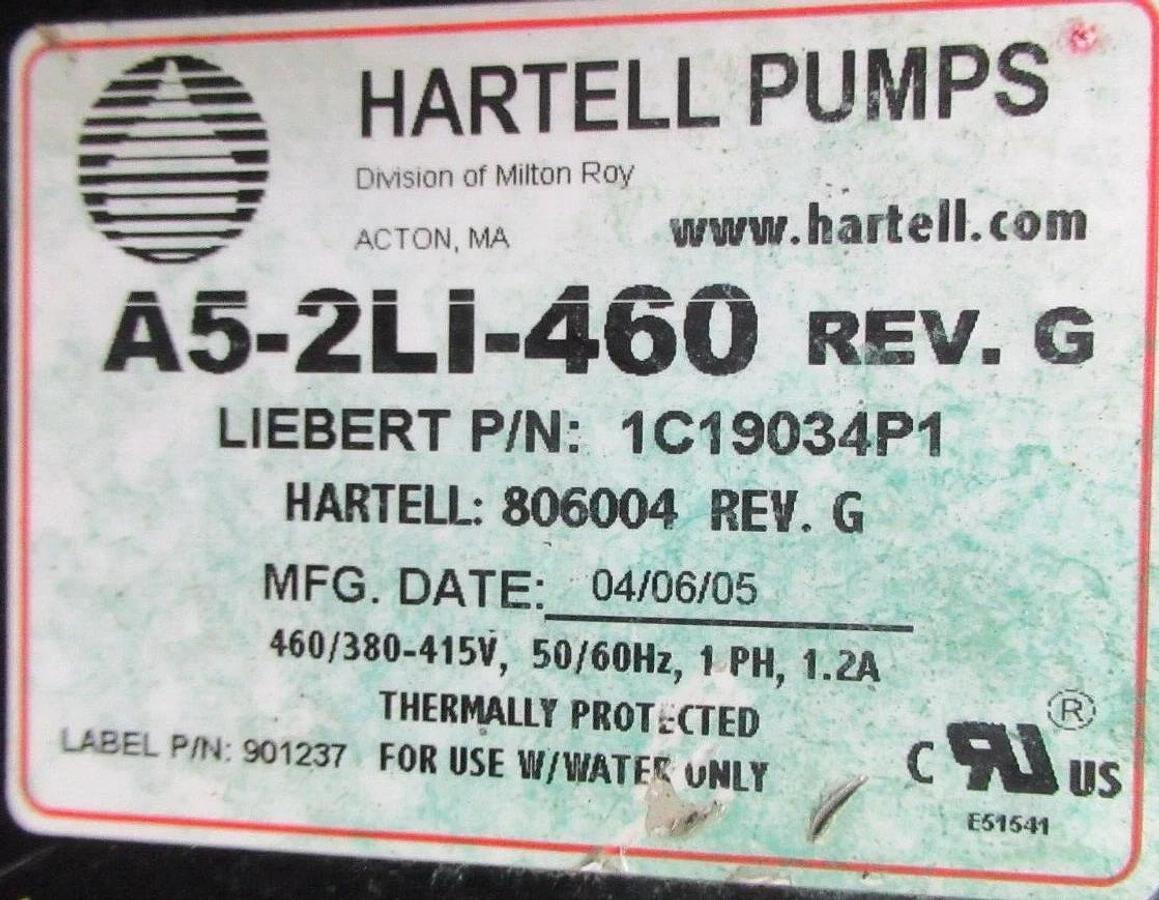 HARTELL PUMPS
Division of Milton Roy
ACTON, MA
www.hartell.com
A5-2LI-460 REV. G
LIEBERT P/N: 1C19034P1
HARTELL: 806004 REV. G
MFG. DATE: 04/06/05
460/380-415V, 50/60Hz, 1 PH, 1.2A
THERMALLY PROTECTED
LABEL P/N: 901237 FOR USE W/WATER ONLY
C RU US ®
E51541